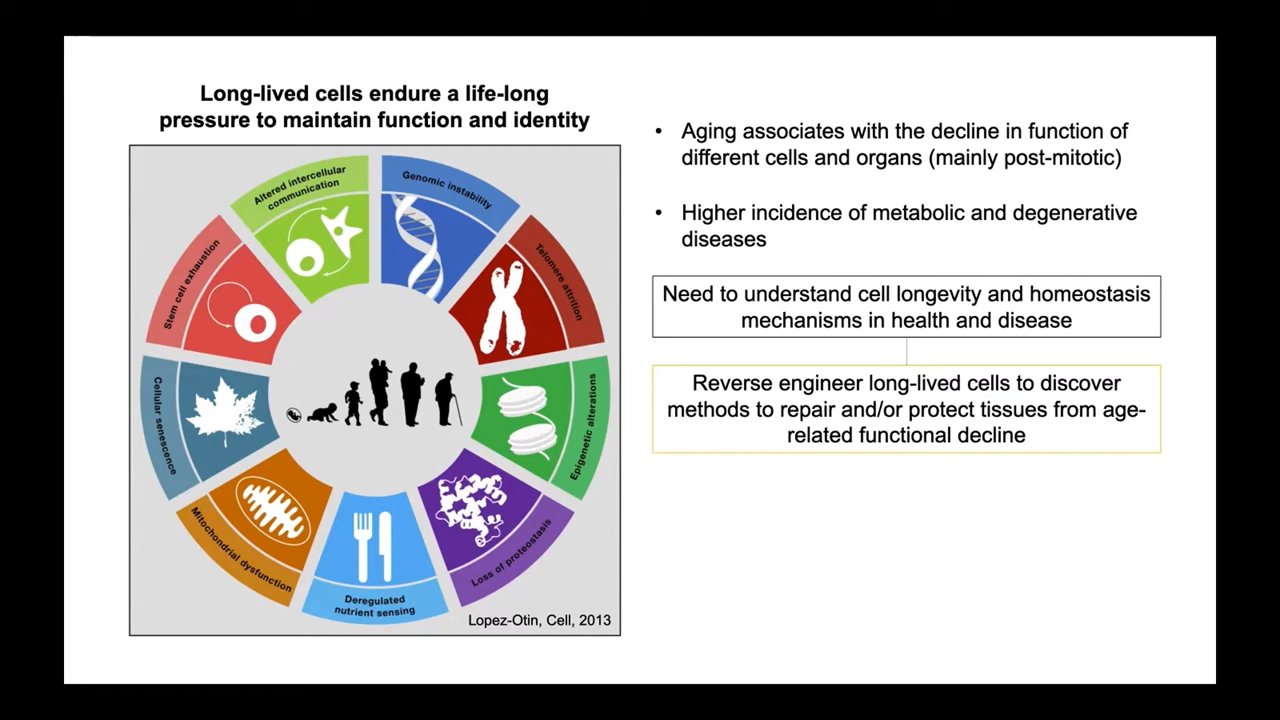 Long-lived cells endure a life-long
pressure to maintain function and identity
Altered intercellular
communication
Genomic instability
Telomere attrition
Epigenetic alterations
Loss of proteostasis
Deregulated
nutrient sensing
Mitochondrial dysfunction
Cellular senescence
Stem cell exhaustion
Lopez-Otin, Cell, 2013
• Aging associates with the decline in function of
different cells and organs (mainly post-mitotic)
• Higher incidence of metabolic and degenerative
diseases
Need to understand cell longevity and homeostasis
mechanisms in health and disease
Reverse engineer long-lived cells to discover
methods to repair and/or protect tissues from age-
related functional decline